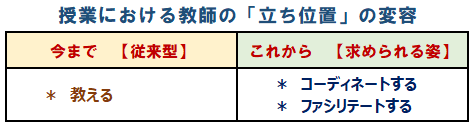 授業における教師の「立ち位置」の変容
今まで 【従来型】
これから 【求められる姿】
＊ 教える
＊ コーディネートする
＊ ファシリテートする